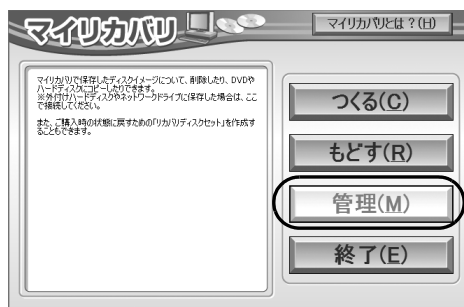 マイリカバリ
マイリカバリとは？(H)
マイリカバリで保存したディスクイメージについて、削除したり、DVDや
ハードディスクにコピーしたりできます。
※外付けハードディスクやネットワークドライブに保存した場合は、ここ
で接続してください。
また、ご購入時の状態に戻すための「リカバリディスクセット」を作成す
ることもできます。
つくる(C)
もどす(R)
管理(M)
終了(E)